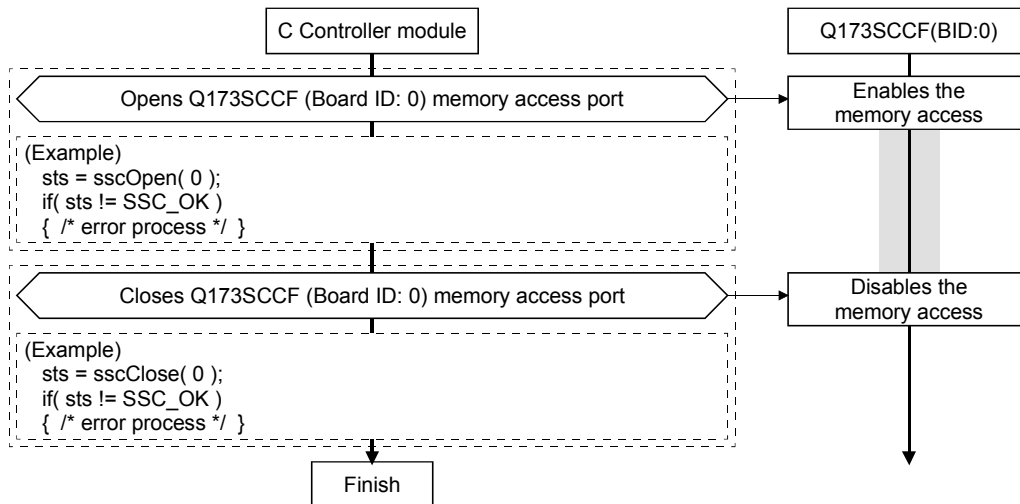 C Controller module
Q173SCCF(BID:0)
Opens Q173SCCF (Board ID: 0) memory access port
Enables the
memory access
(Example)
sts = sscOpen( 0 );
if( sts != SSC_OK )
{  /* error process */  }
Closes Q173SCCF (Board ID: 0) memory access port
Disables the
memory access
(Example)
sts = sscClose( 0 );
if( sts != SSC_OK )
{  /* error process */  }
Finish